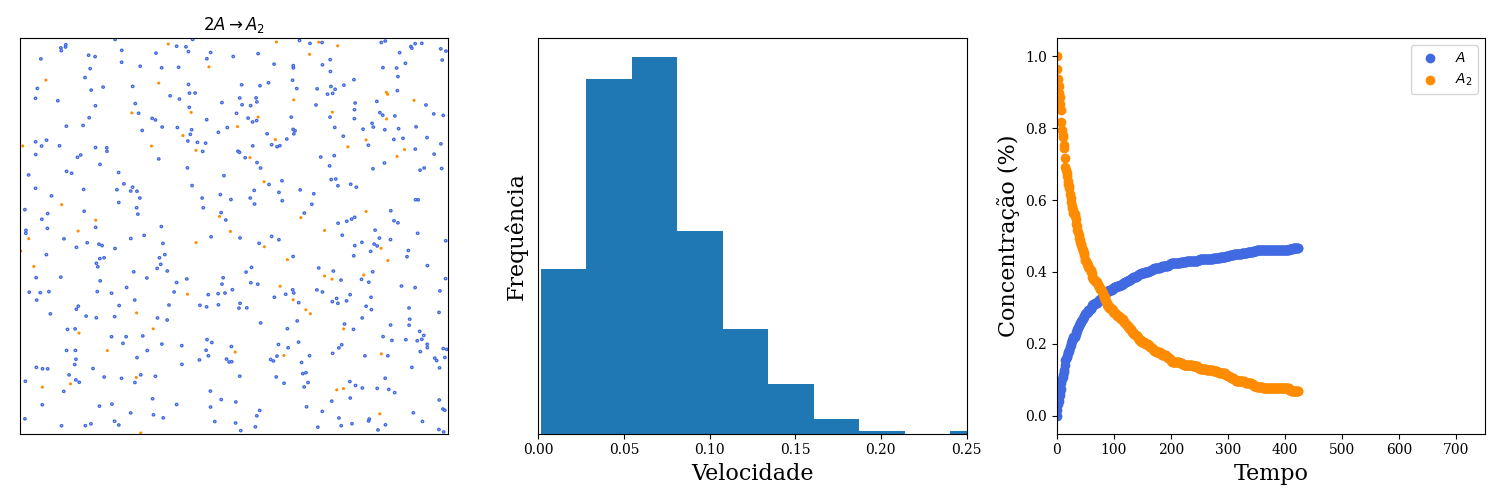 2A → A₂
Frequência
0.00 0.05 0.10 0.15 0.20 0.25
Velocidade
Concentração (%)
1.0
0.8
0.6
0.4
0.2
0.0
A
A₂
0 100 200 300 400 500 600 700
Tempo